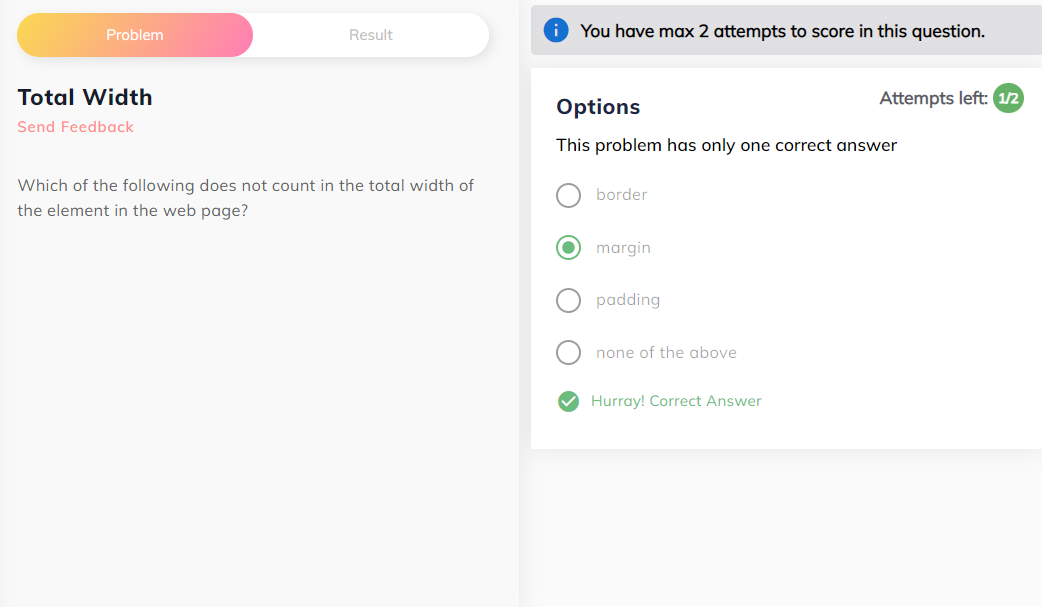 Problem
Result
Total Width
Send Feedback
Which of the following does not count in the total width of
the element in the web page?
i
You have max 2 attempts to score in this question.
Options
Attempts left: 1/2
This problem has only one correct answer
border
margin
padding
none of the above
Hurray! Correct Answer